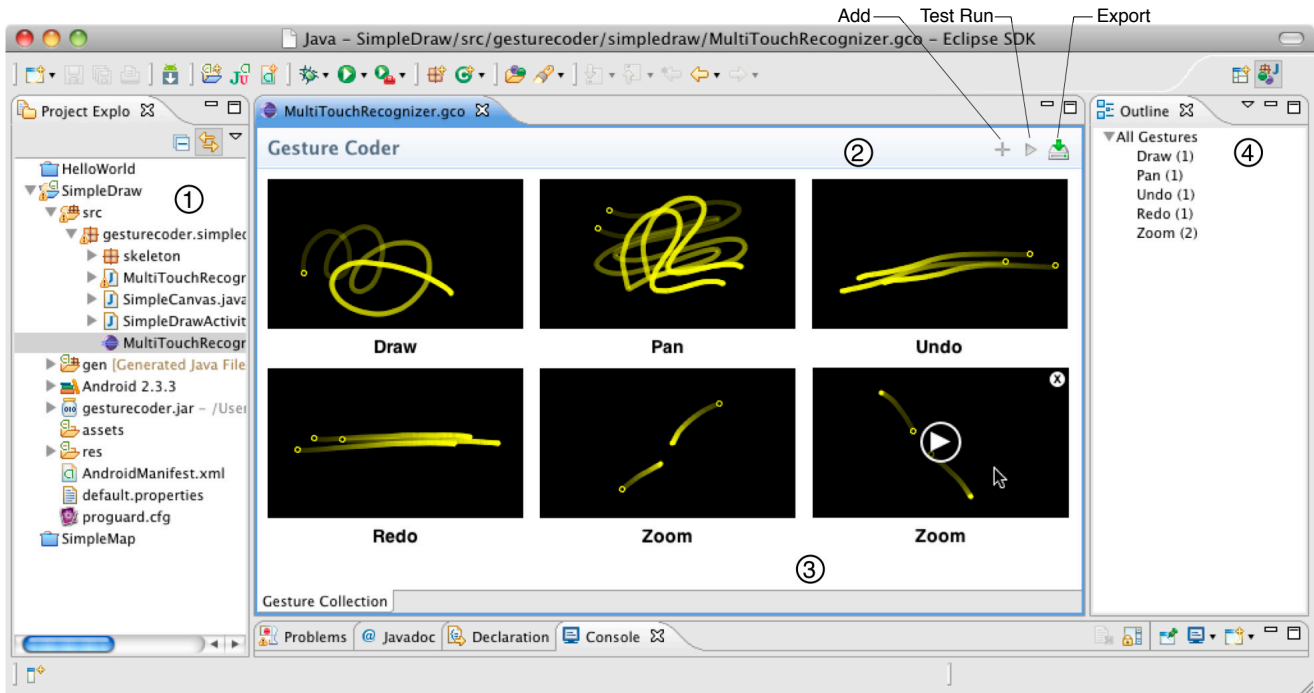 Add
Test Run
Export
Java – SimpleDraw/src/gesturecoder/simpledraw/MultiTouchRecognizer.gco – Eclipse SDK
Project Explo
MultiTouchRecognizer.gco
Outline
Gesture Coder
②
HelloWorld
SimpleDraw
①
src
gesturecoder.simplec
skeleton
MultiTouchRecogr
SimpleCanvas.java
SimpleDrawActivit
MultiTouchRecogr
gen [Generated Java File
Android 2.3.3
gesturecoder.jar – /User
assets
res
AndroidManifest.xml
default.properties
proguard.cfg
SimpleMap
Draw
Pan
Undo
X
Redo
Zoom
Zoom
③
Gesture Collection
All Gestures
④
Draw (1)
Pan (1)
Undo (1)
Redo (1)
Zoom (2)
Problems
@ Javadoc
Declaration
Console